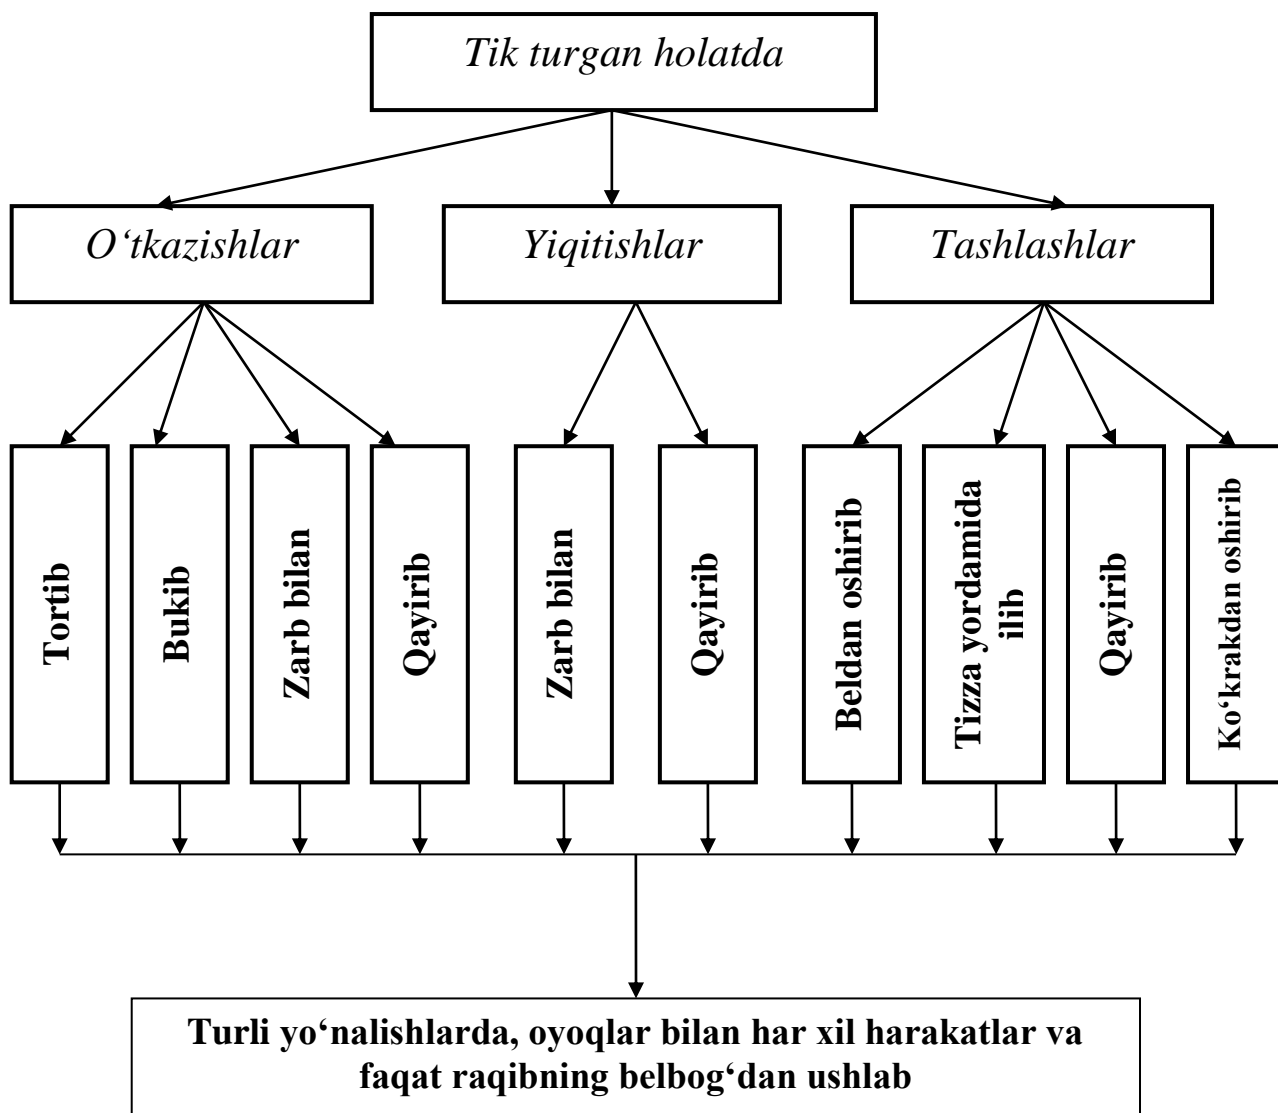 Tik turgan holatda
O‘tkazishlar
Yiqitishlar
Tashlashlar
Tortib
Bukib
Zarb bilan
Qayirib
Zarb bilan
Qayirib
Beldan oshirib
Tizza yordamida
ilib
Qayirib
Ko‘krakdan oshirib
Turli yo‘nalishlarda, oyoqlar bilan har xil harakatlar va
faqat raqibning belbog‘dan ushlab